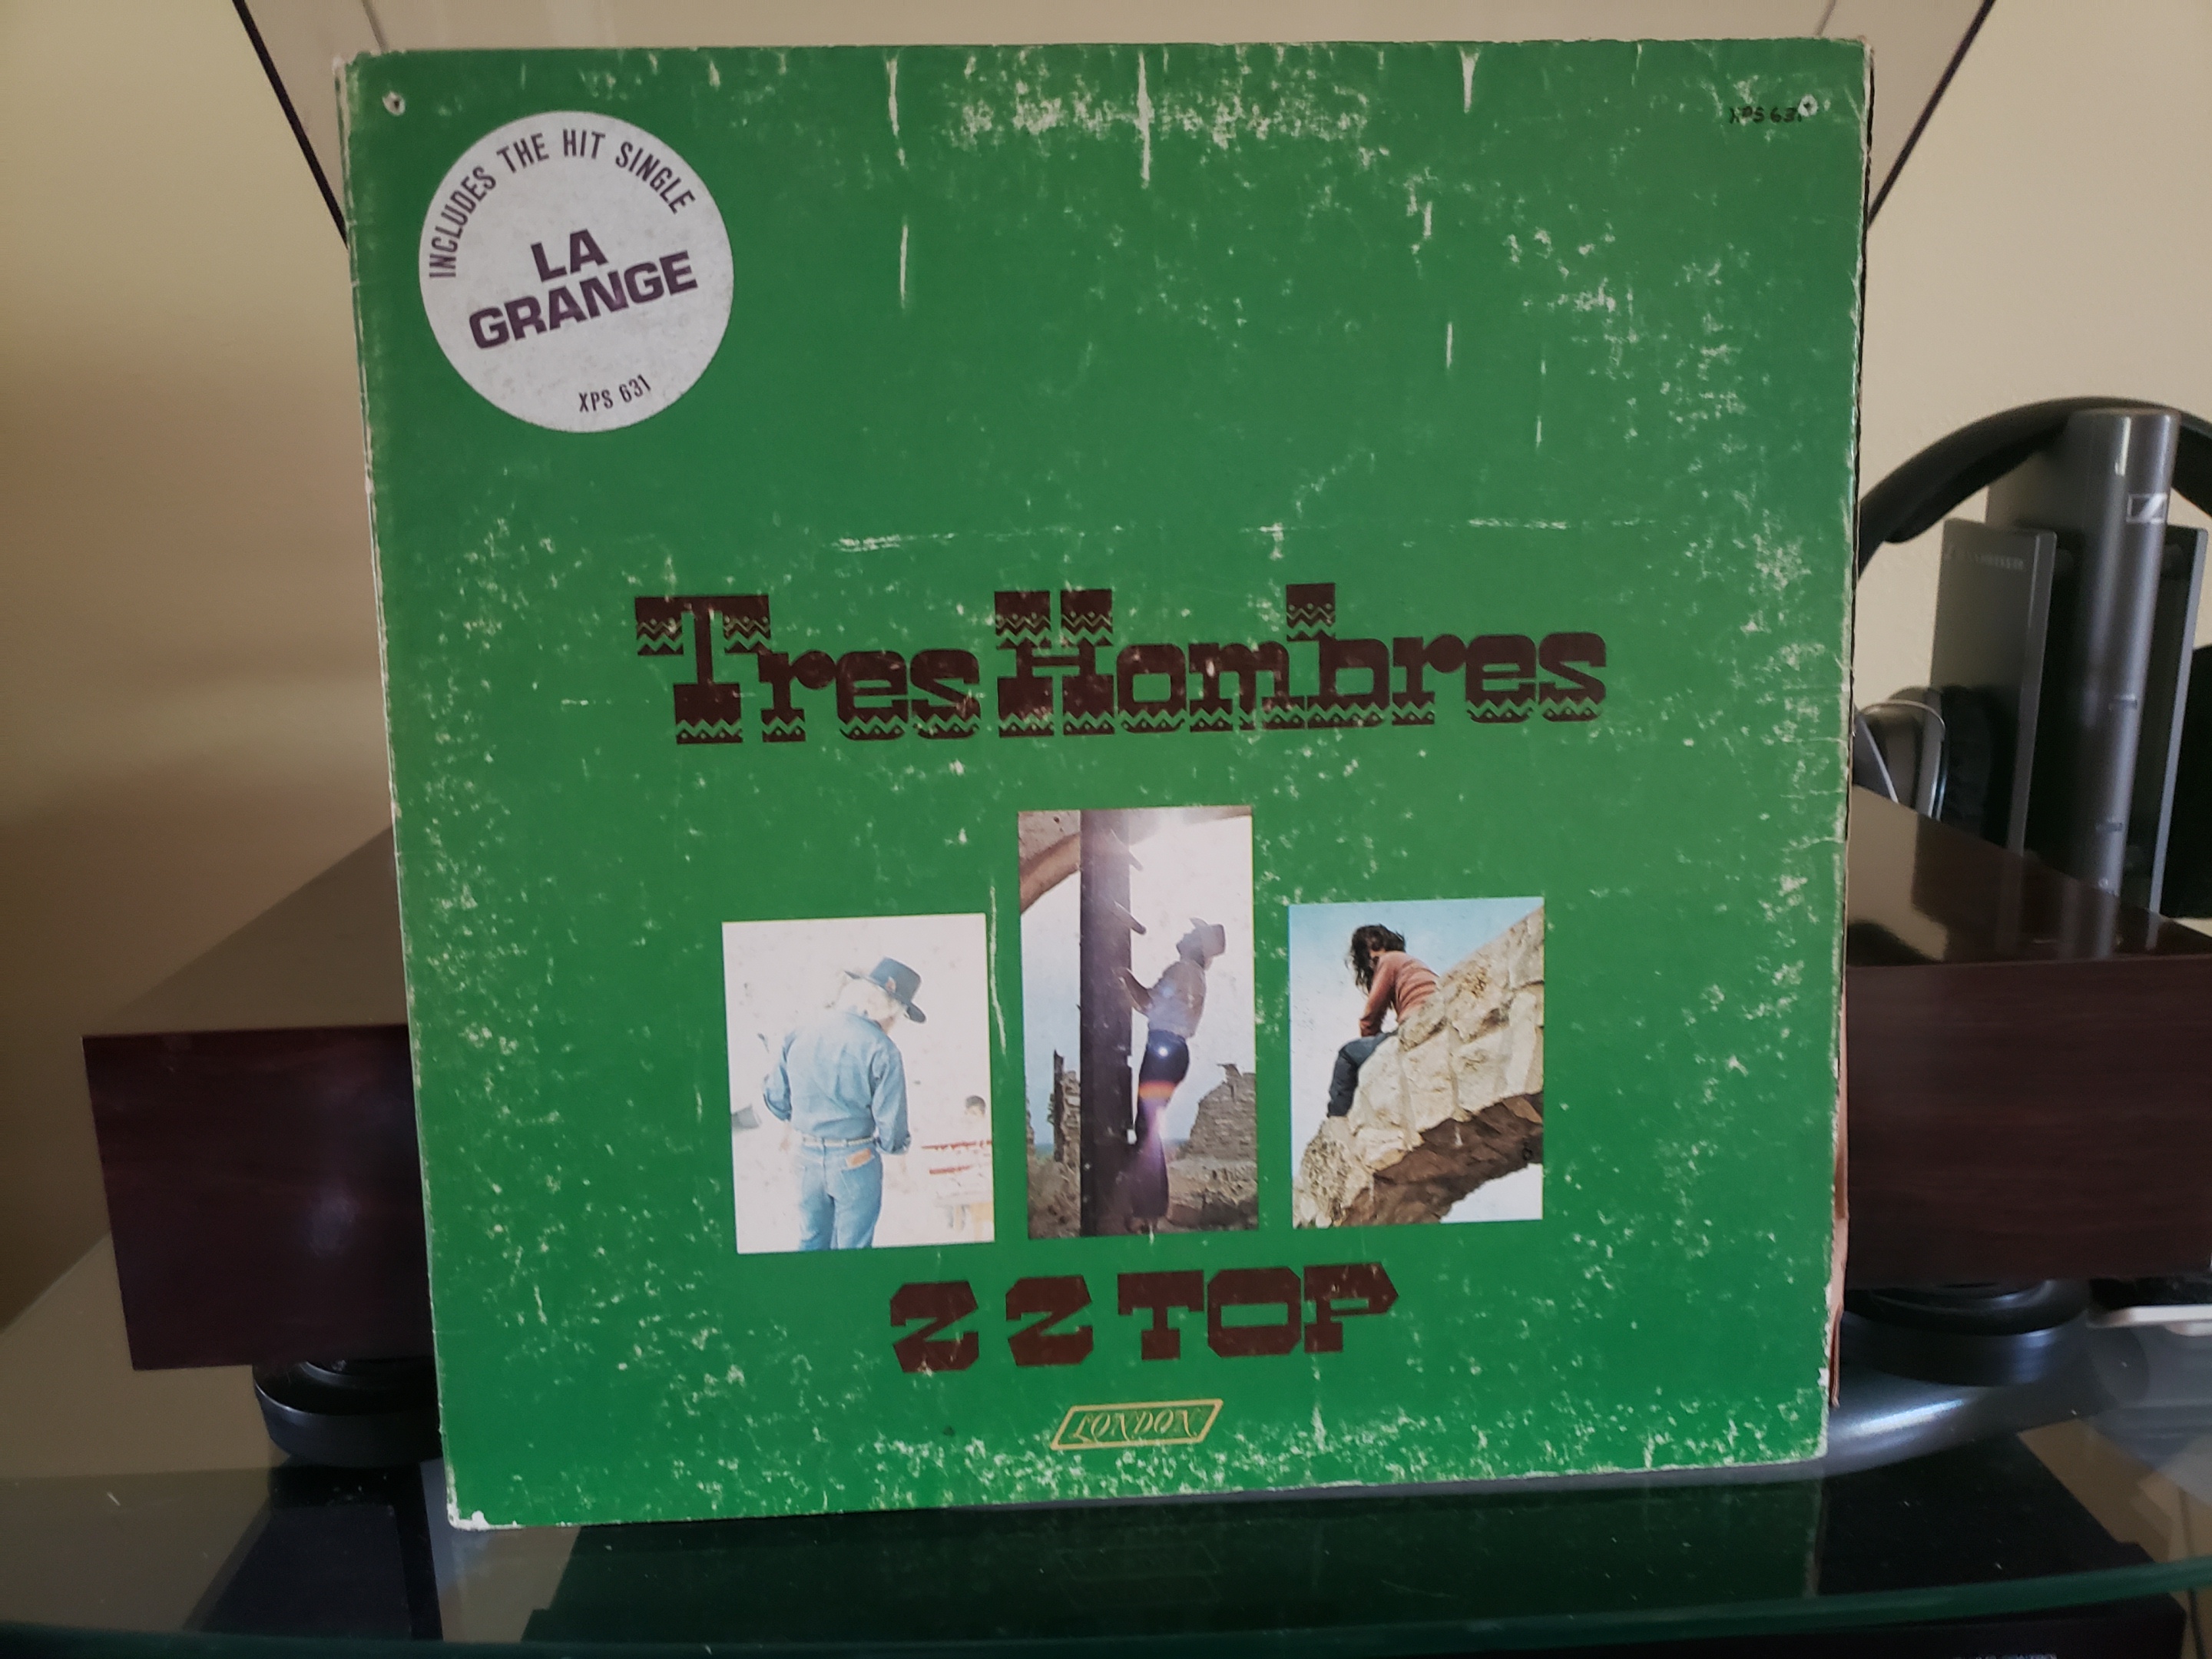 INCLUDES THE HIT SINGLE
LA
GRANGE
XPS 631
XPS 631
Tres Hombres
ZZ TOP
LONDON